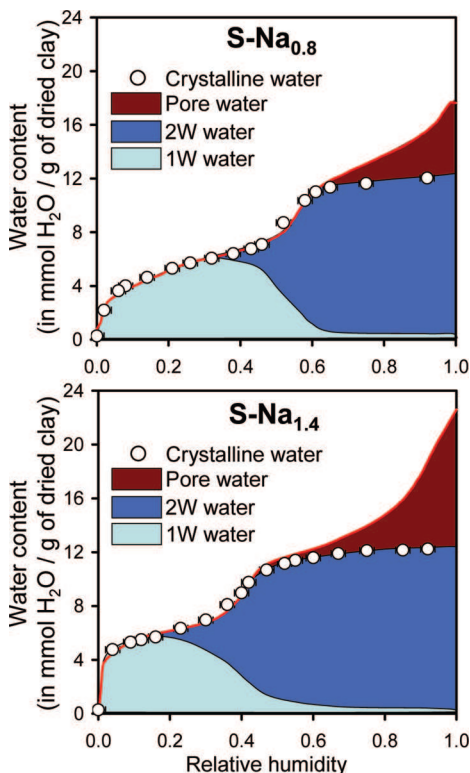 S-Na0.8
Crystalline water
Pore water
2W water
1W water
Water content
(in mmol H2O / g of dried clay)
24
20
16
12
8
4
0
0.0 0.2 0.4 0.6 0.8 1.0
S-Na1.4
Crystalline water
Pore water
2W water
1W water
Water content
(in mmol H2O / g of dried clay)
24
20
16
12
8
4
0
0.0 0.2 0.4 0.6 0.8 1.0
Relative humidity